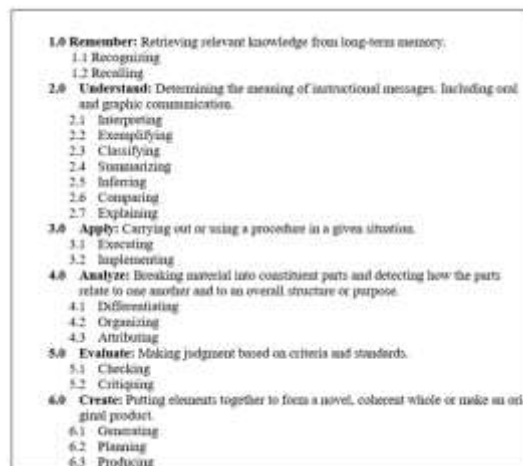 1.0 Remember: Retrieving relevant knowledge from long-term memory.
1.1 Recognizing
1.2 Recalling
2.0 Understand: Determining the meaning of instructional messages. Including oral
and graphic communication.
2.1 Interpreting
2.2 Exemplifying
2.3 Classifying
2.4 Summarizing
2.5 Inferring
2.6 Comparing
2.7 Explaining
3.0 Apply: Carrying out or using a procedure in a given situation.
3.1 Executing
3.2 Implementing
4.0 Analyze: Breaking material into constituent parts and detecting how the parts
relate to one another and to an overall structure or purpose.
4.1 Differentiating
4.2 Organizing
4.3 Attributing
5.0 Evaluate: Making judgment based on criteria and standards.
5.1 Checking
5.2 Critiquing
6.0 Create: Putting elements together to form a novel, coherent whole or make an ori
ginal product.
6.1 Generating
6.2 Planning
6.3 Producing